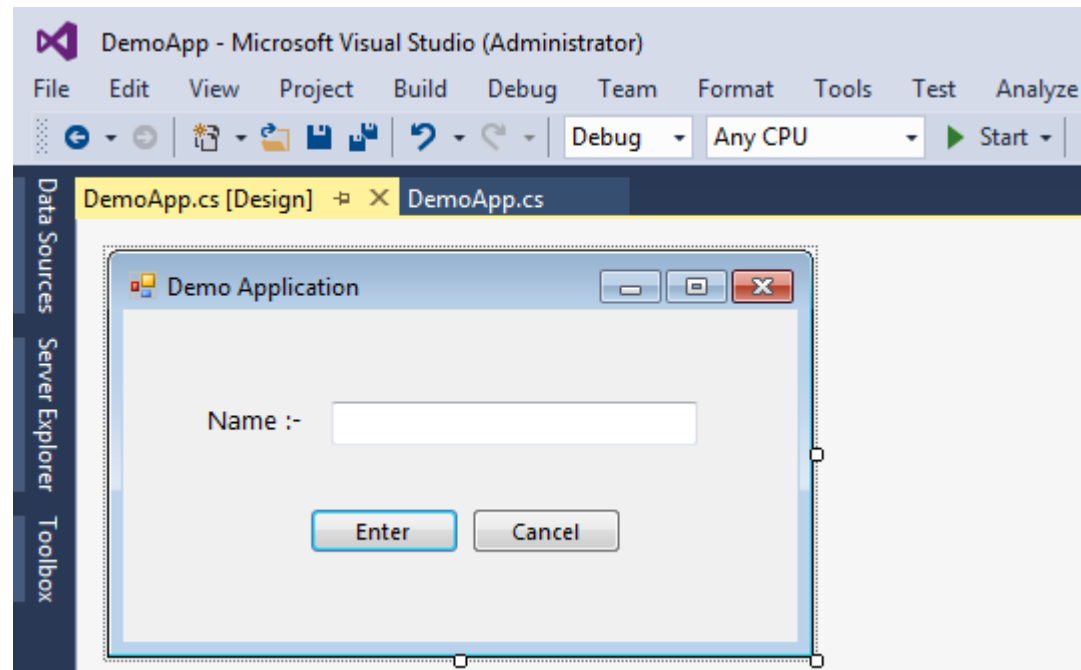 DemoApp - Microsoft Visual Studio (Administrator)
File Edit View Project Build Debug Team Format Tools Test Analyze
Debug Any CPU Start
DemoApp.cs [Design] DemoApp.cs
Data Sources
Server Explorer
Toolbox
Demo Application
Name :-
Enter Cancel